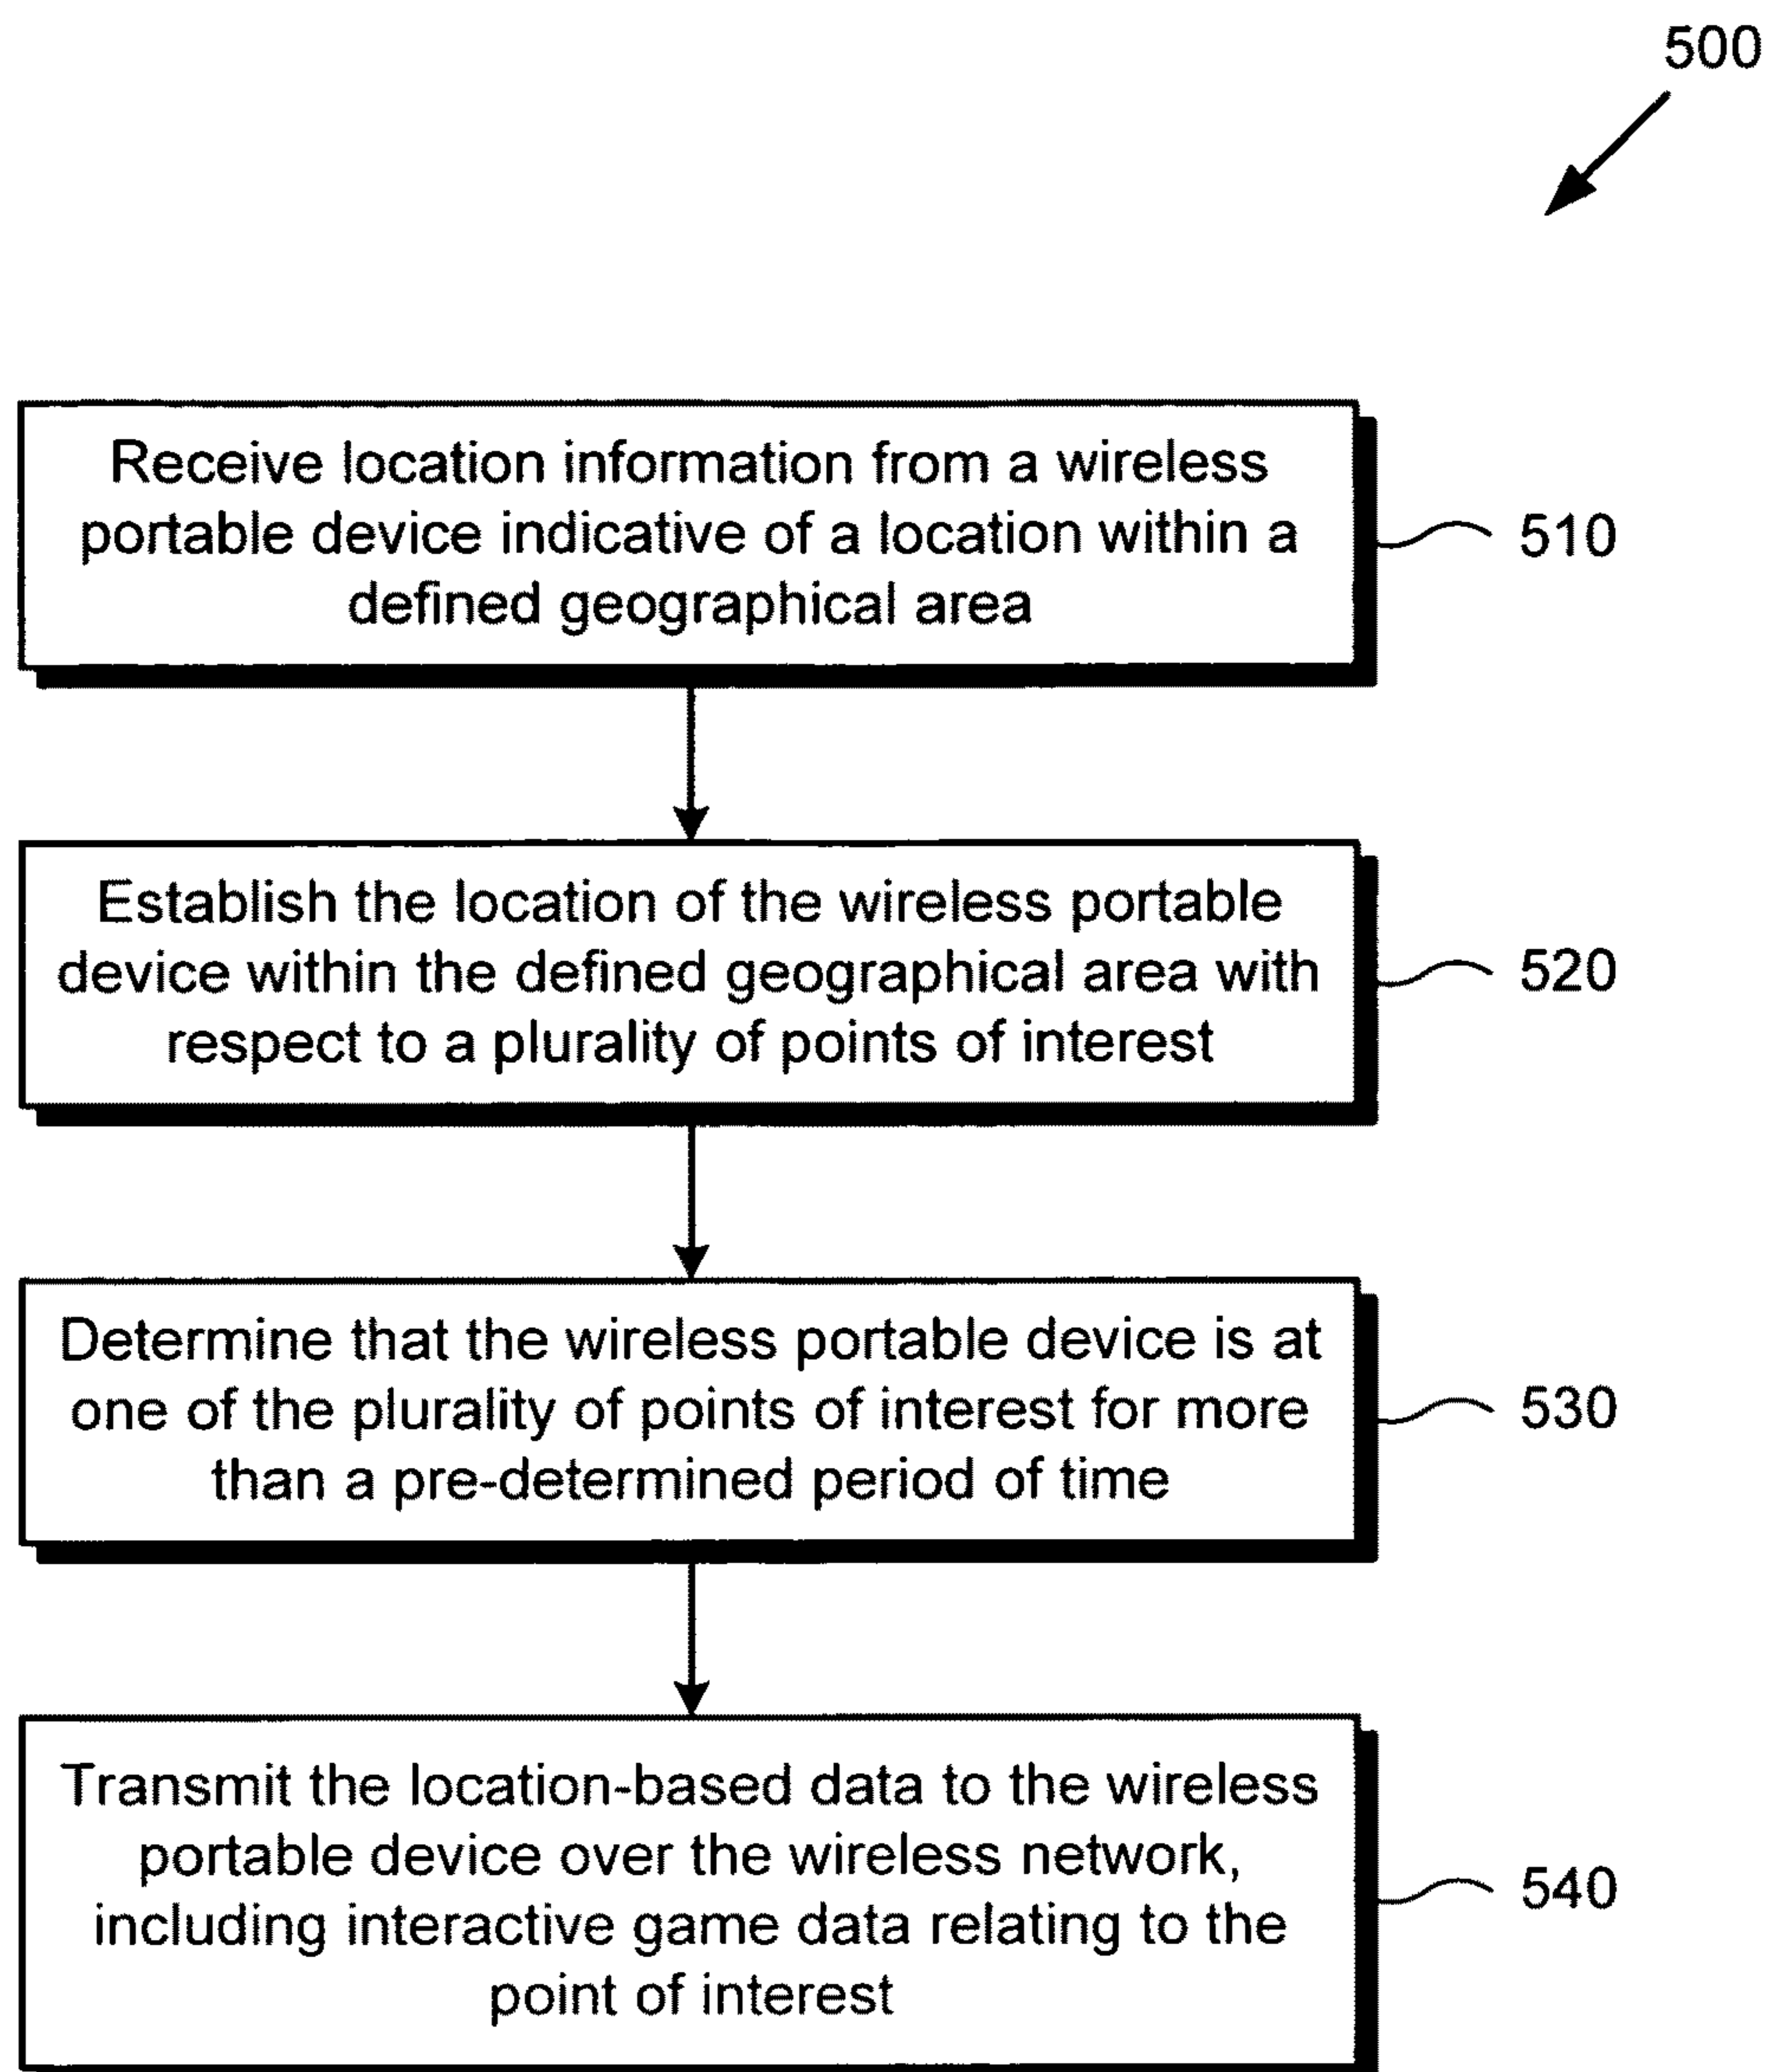 500
Receive location information from a wireless
portable device indicative of a location within a
defined geographical area
510
Establish the location of the wireless portable
device within the defined geographical area with
respect to a plurality of points of interest
520
Determine that the wireless portable device is at
one of the plurality of points of interest for more
than a pre-determined period of time
530
Transmit the location-based data to the wireless
portable device over the wireless network,
including interactive game data relating to the
point of interest
540